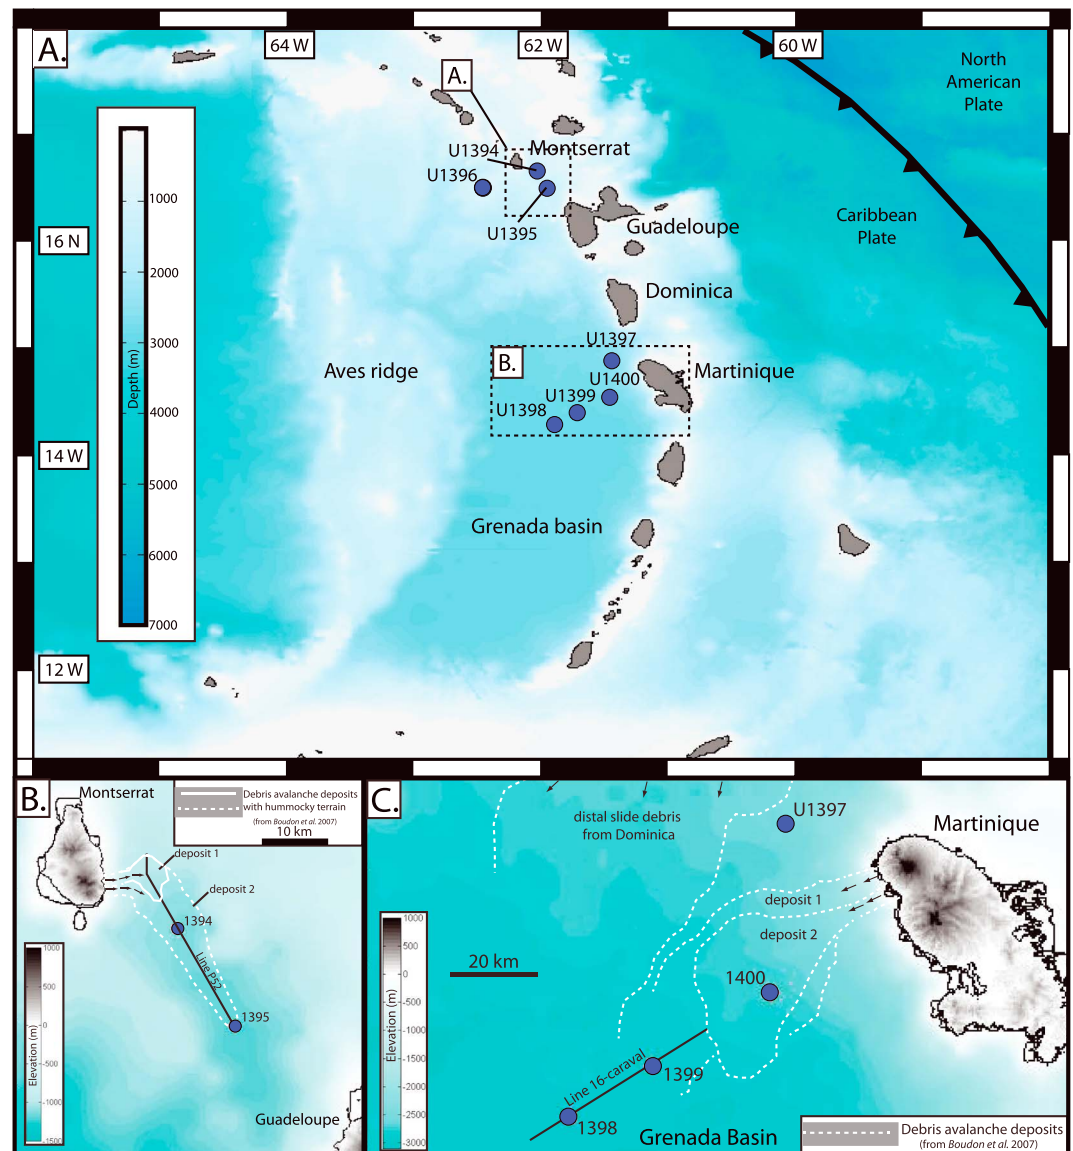 A.
64 W
62 W
60 W
North
American
Plate
A.
U1394
Montserrat
U1396
U1395
Caribbean
Plate
Guadeloupe
16 N
Dominica
1000
2000
3000
4000
5000
6000
7000
Depth (m)
U1397
B.
Aves ridge
U1400
Martinique
U1399
U1398
14 W
Grenada basin
12 W
B.
Montserrat
Debris avalanche deposits
with hummocky terrain
(from Boudon et al. 2007)
10 km
deposit 1
deposit 2
1394
Line P52
1395
1000
500
0
-500
-1000
-1500
Elevation (m)
Guadeloupe
C.
distal slide debris
from Dominica
U1397
Martinique
deposit 1
deposit 2
1000
500
0
-500
-1000
-1500
-2000
-2500
-3000
Elevation (m)
20 km
1400
Line 16-caraval
1399
1398
Grenada Basin
Debris avalanche deposits
(from Boudon et al. 2007)